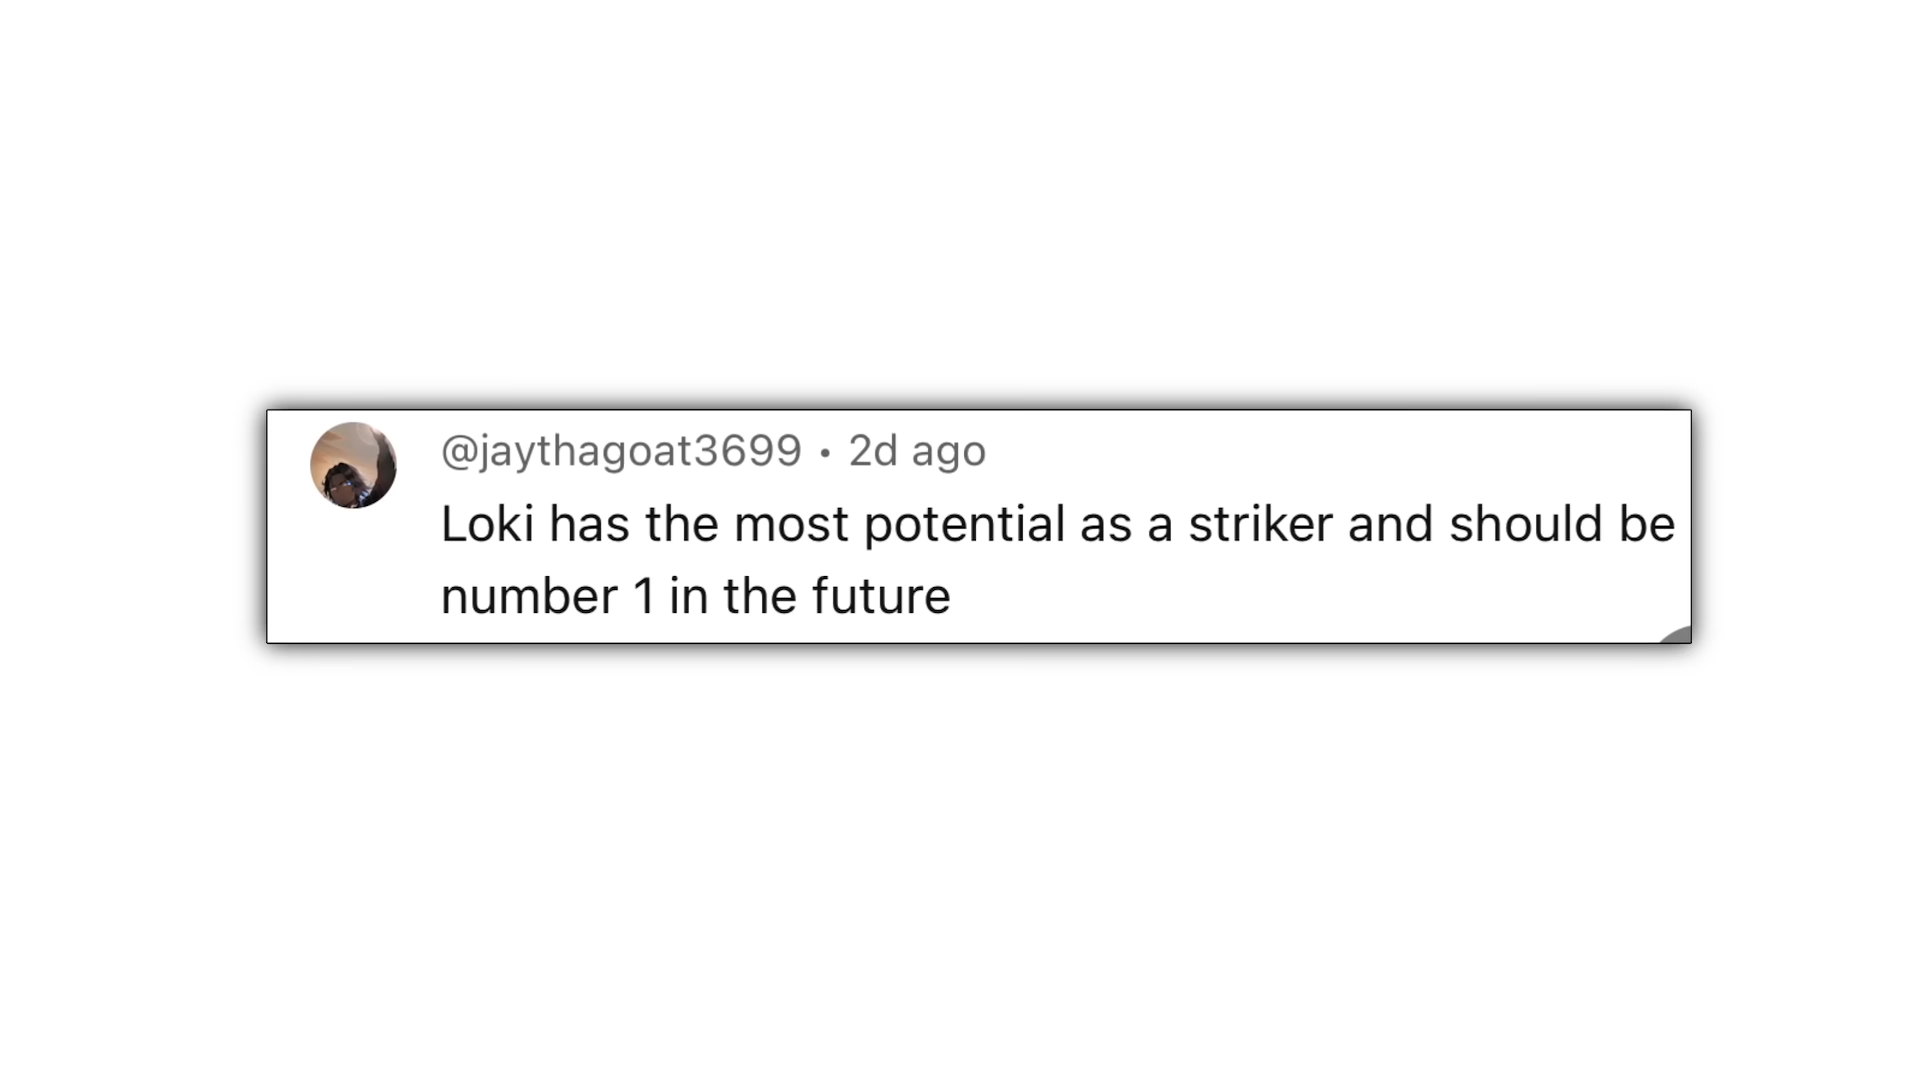 @jaythagoat3699 • 2d ago
Loki has the most potential as a striker and should be
number 1 in the future